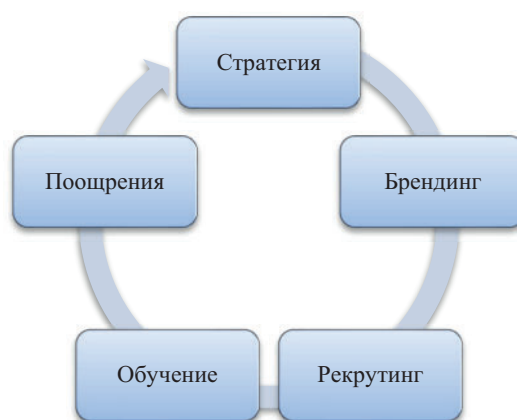 Стратегия
Брендинг
Рекрутинг
Обучение
Поощрения